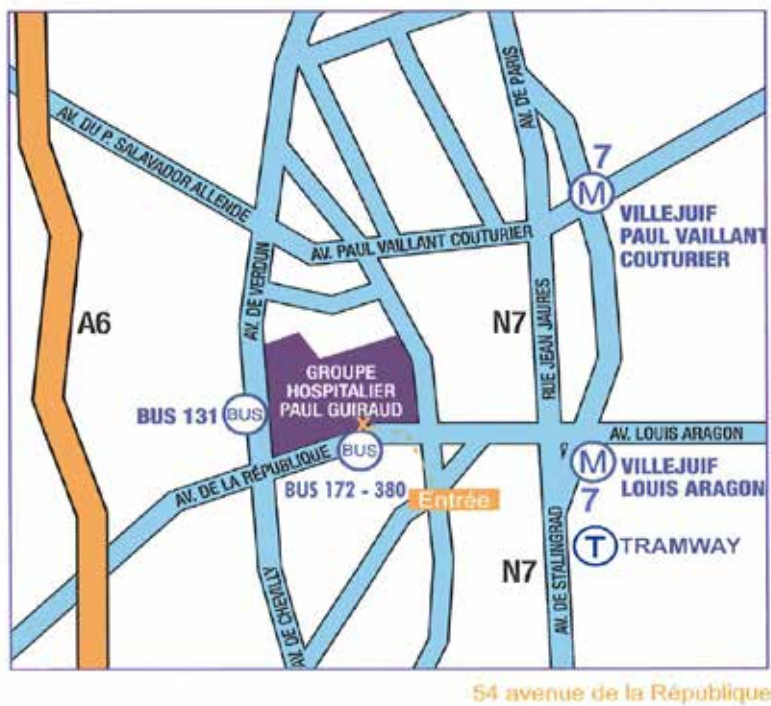 AV. DU P. SALAVADOR ALLENDE
AV. DE PARIS
7
M
VILLEJUIF
PAUL VAILLANT
COUTURIER
AV. PAUL VAILLANT COUTURIER
AV. DE VERDUN
A6
N7
RUE JEAN JAURES
GROUPE
HOSPITALIER
PAUL GUIRAUD
BUS 131
BUS
BUS
AV. LOUIS ARAGON
AV. DE LA RÉPUBLIQUE
BUS 172 - 380
Entrée
M
VILLEJUIF
LOUIS ARAGON
7
T
TRAMWAY
N7
AV. DE STALINGRAD
AV. DE CHEVILLY
54 avenue de la République